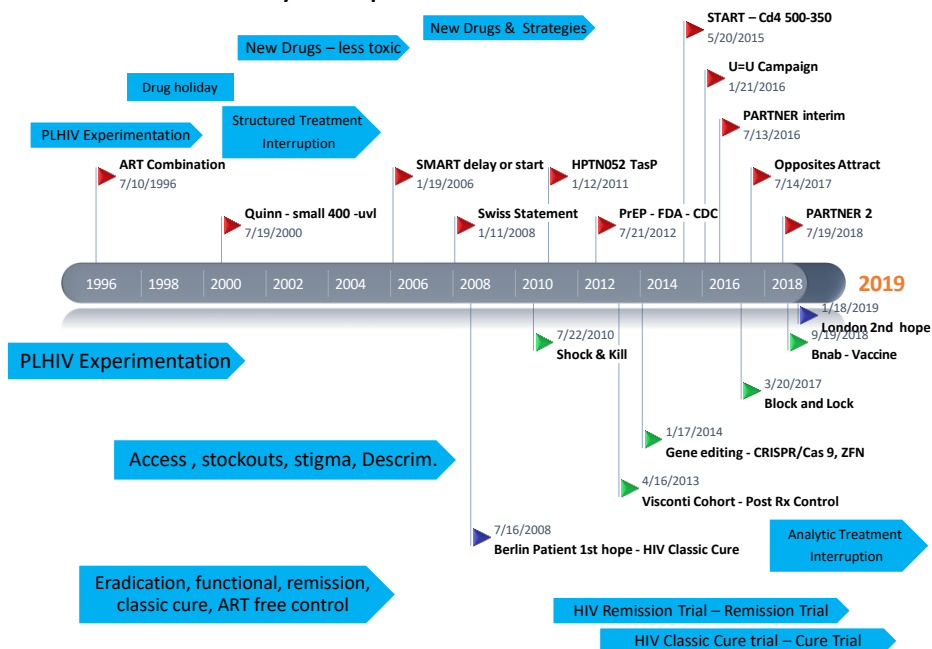 START – Cd4 500-350
5/20/2015
New Drugs & Strategies
New Drugs – less toxic
U=U Campaign
1/21/2016
Drug holiday
Structured Treatment
Interruption
PLHIV Experimentation
PARTNER interim
7/13/2016
ART Combination
7/10/1996
SMART delay or start
1/19/2006
HPTN052 TasP
1/12/2011
Opposites Attract
7/14/2017
Quinn - small 400 -uvl
7/19/2000
Swiss Statement
1/11/2008
PrEP - FDA - CDC
7/21/2012
PARTNER 2
7/19/2018
1996 1998 2000 2002 2004 2006 2008 2010 2012 2014 2016 2018 2019
1/18/2019
London 2nd hope
9/19/2018
Bnab - Vaccine
7/22/2010
Shock & Kill
PLHIV Experimentation
3/20/2017
Block and Lock
1/17/2014
Gene editing - CRISPR/Cas 9, ZFN
Access , stockouts, stigma, Descrim.
4/16/2013
Visconti Cohort - Post Rx Control
7/16/2008
Berlin Patient 1st hope - HIV Classic Cure
Analytic Treatment
Interruption
Eradication, functional, remission,
classic cure, ART free control
HIV Remission Trial – Remission Trial
HIV Classic Cure trial – Cure Trial